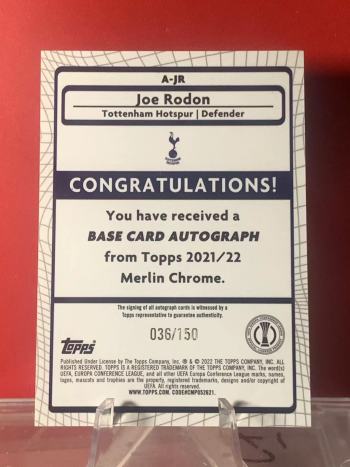 A-JR
Joe Rodon
Tottenham Hotspur | Defender
CONGRATULATIONS!
You have received a
BASE CARD AUTOGRAPH
from Topps 2021/22
Merlin Chrome.
The signing of all autograph cards is witnessed by a
Topps representative to guarantee authenticity.
036/150
Topps
Published Under License by The Topps Company, Inc. ® & © 2022 THE TOPPS COMPANY, INC. ALL
RIGHTS RESERVED. TOPPS IS A REGISTERED TRADEMARK OF THE TOPPS COMPANY, INC. The word(s)
UEFA, EUROPA CONFERENCE LEAGUE, and all other UEFA Europa Conference League marks, names,
logos, mascots and trophies are the property, registered trademarks, designs and/or copyright of
UEFA. All rights reserved.
WWW.TOPPS.COM. CODE#CMP052621.